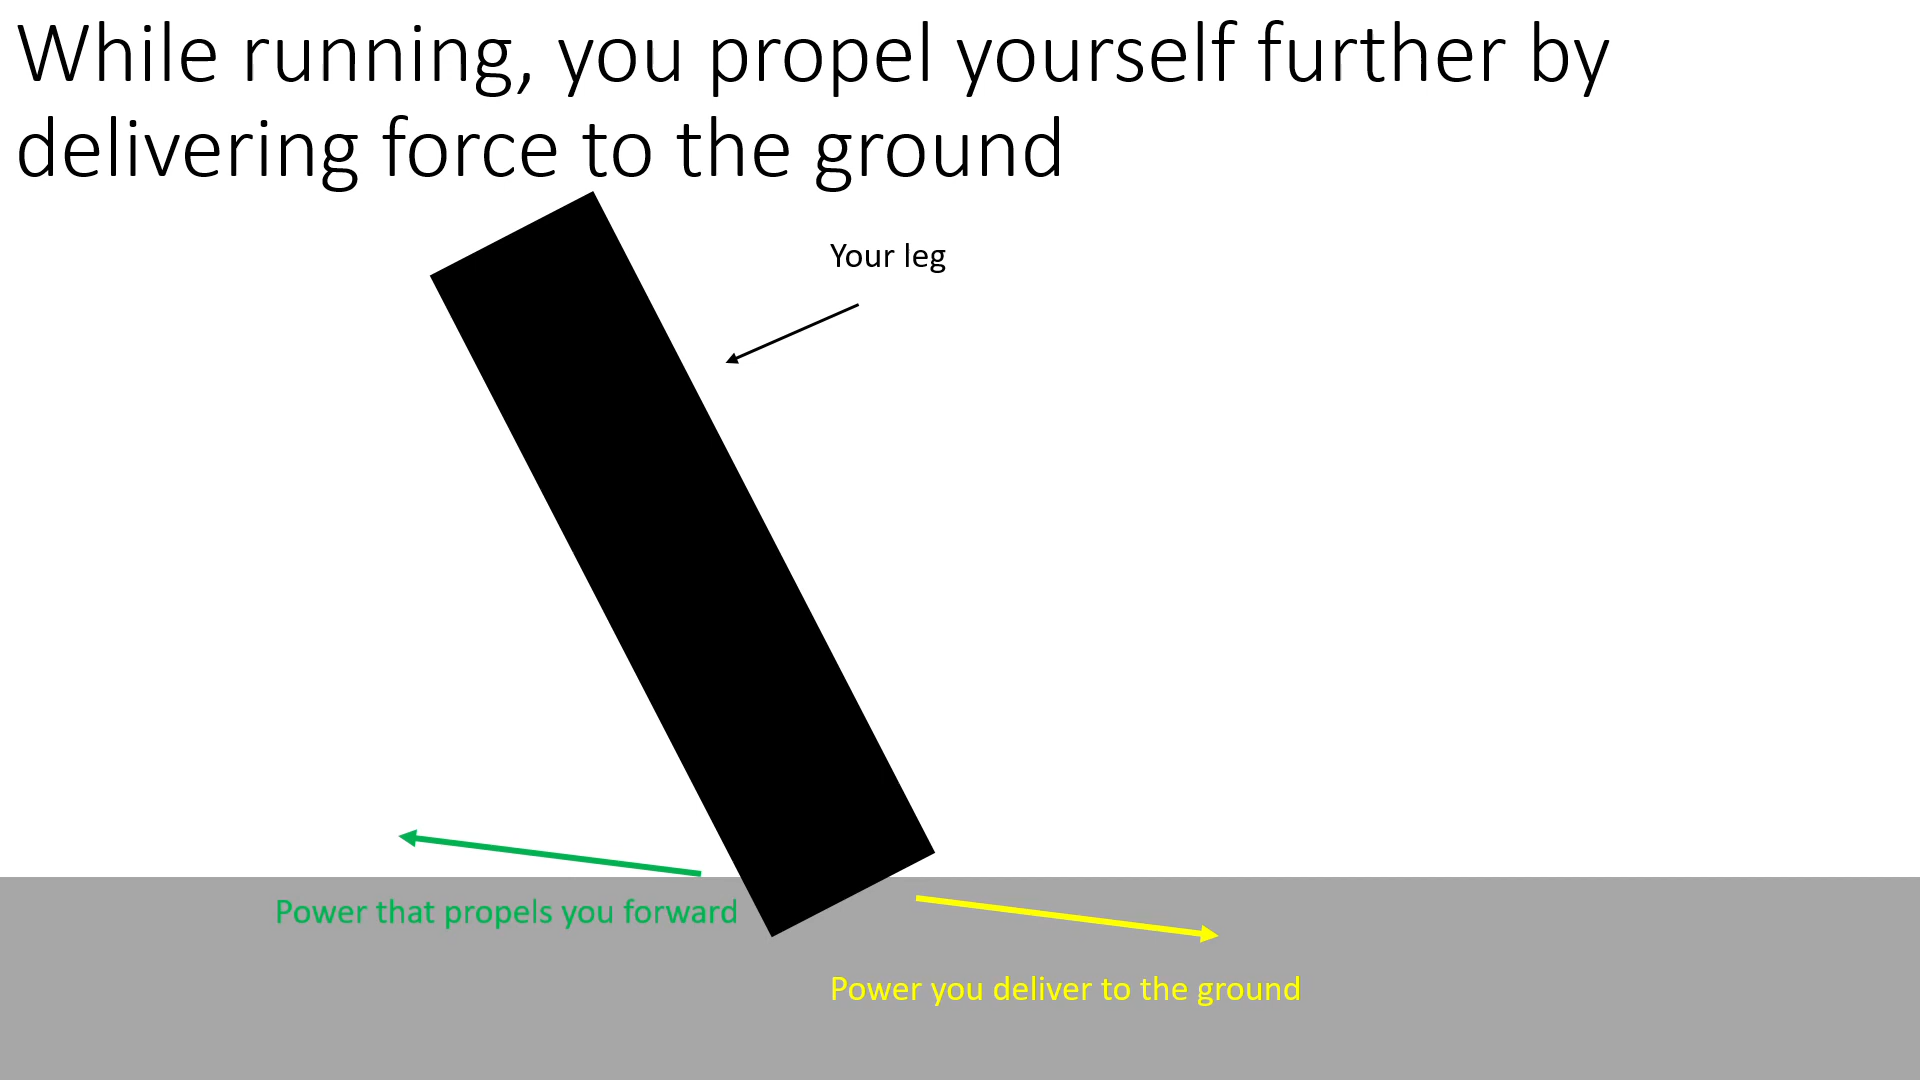 While running, you propel yourself further by
delivering force to the ground
Your leg
Power that propels you forward
Power you deliver to the ground